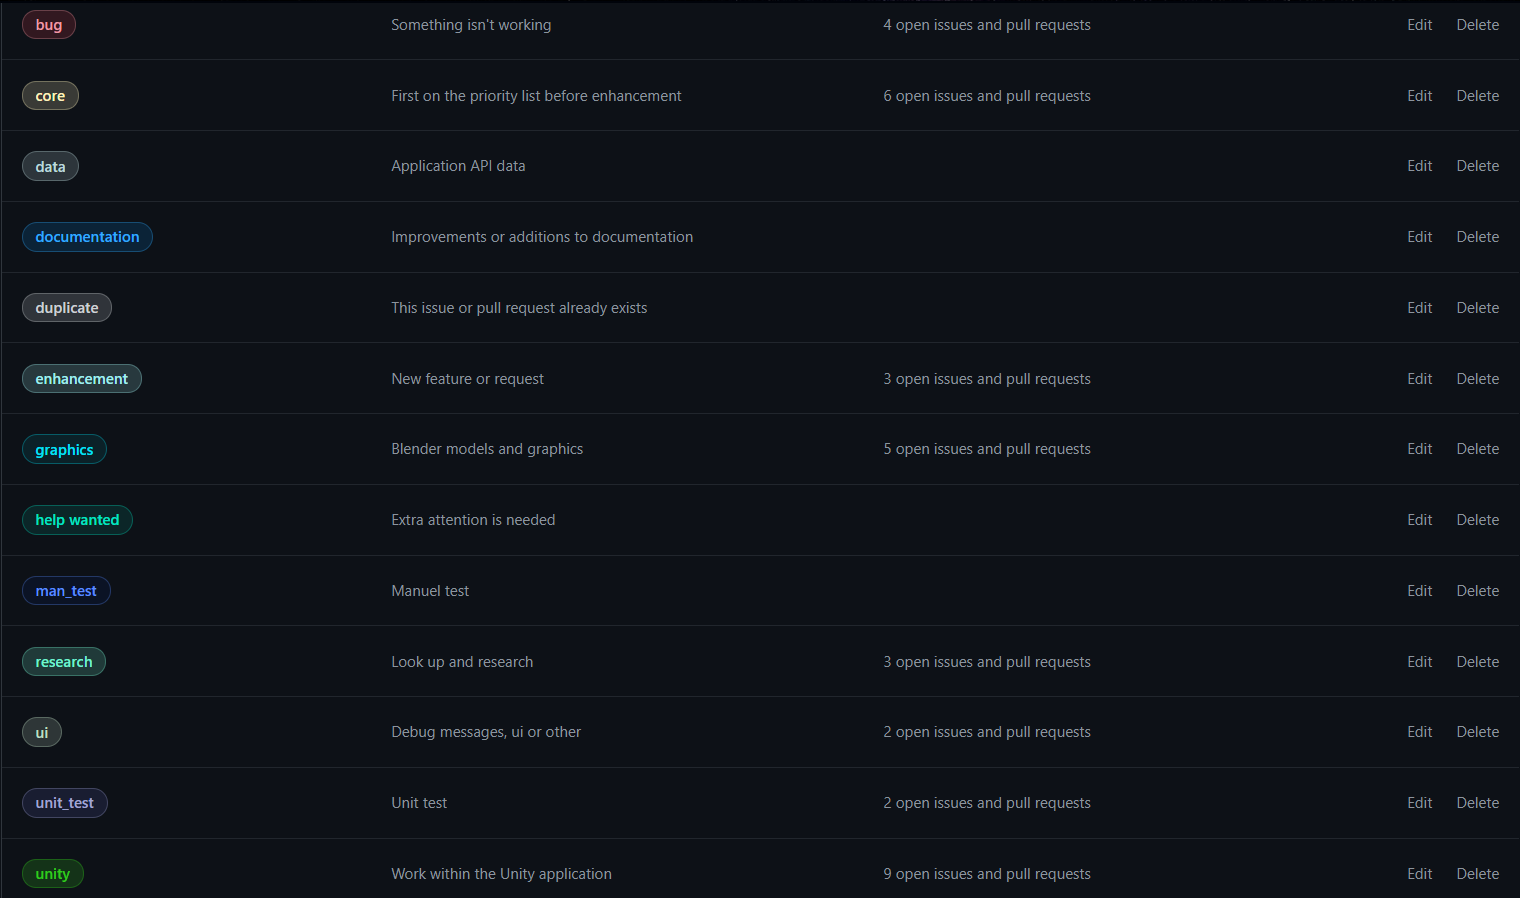 bug Something isn't working 4 open issues and pull requests Edit Delete
core First on the priority list before enhancement 6 open issues and pull requests Edit Delete
data Application API data Edit Delete
documentation Improvements or additions to documentation Edit Delete
duplicate This issue or pull request already exists Edit Delete
enhancement New feature or request 3 open issues and pull requests Edit Delete
graphics Blender models and graphics 5 open issues and pull requests Edit Delete
help wanted Extra attention is needed Edit Delete
man_test Manuel test Edit Delete
research Look up and research 3 open issues and pull requests Edit Delete
ui Debug messages, ui or other 2 open issues and pull requests Edit Delete
unit_test Unit test 2 open issues and pull requests Edit Delete
unity Work within the Unity application 9 open issues and pull requests Edit Delete